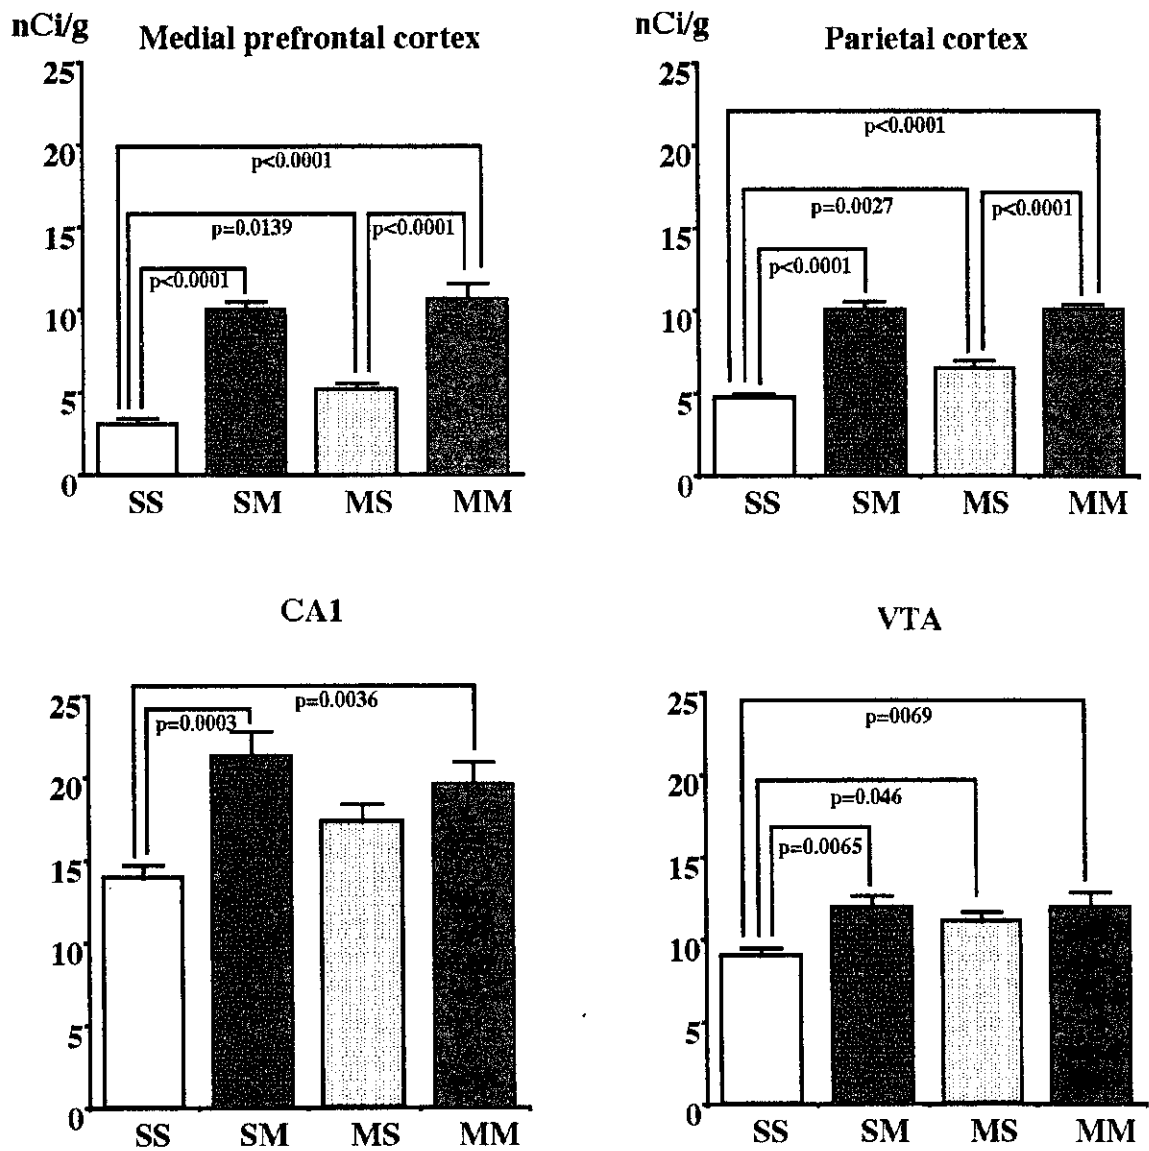 nCi/g Medial prefrontal cortex
25
20
15
10
5
0
p<0.0001
p=0.0139
p<0.0001
p<0.0001
SS SM MS MM
nCi/g Parietal cortex
25
20
15
10
5
0
p<0.0001
p=0.0027
p<0.0001
p<0.0001
SS SM MS MM
CA1
25
20
15
10
5
0
p=0.0036
p=0.0003
SS SM MS MM
VTA
25
20
15
10
5
0
p=0069
p=0.046
p=0.0065
SS SM MS MM